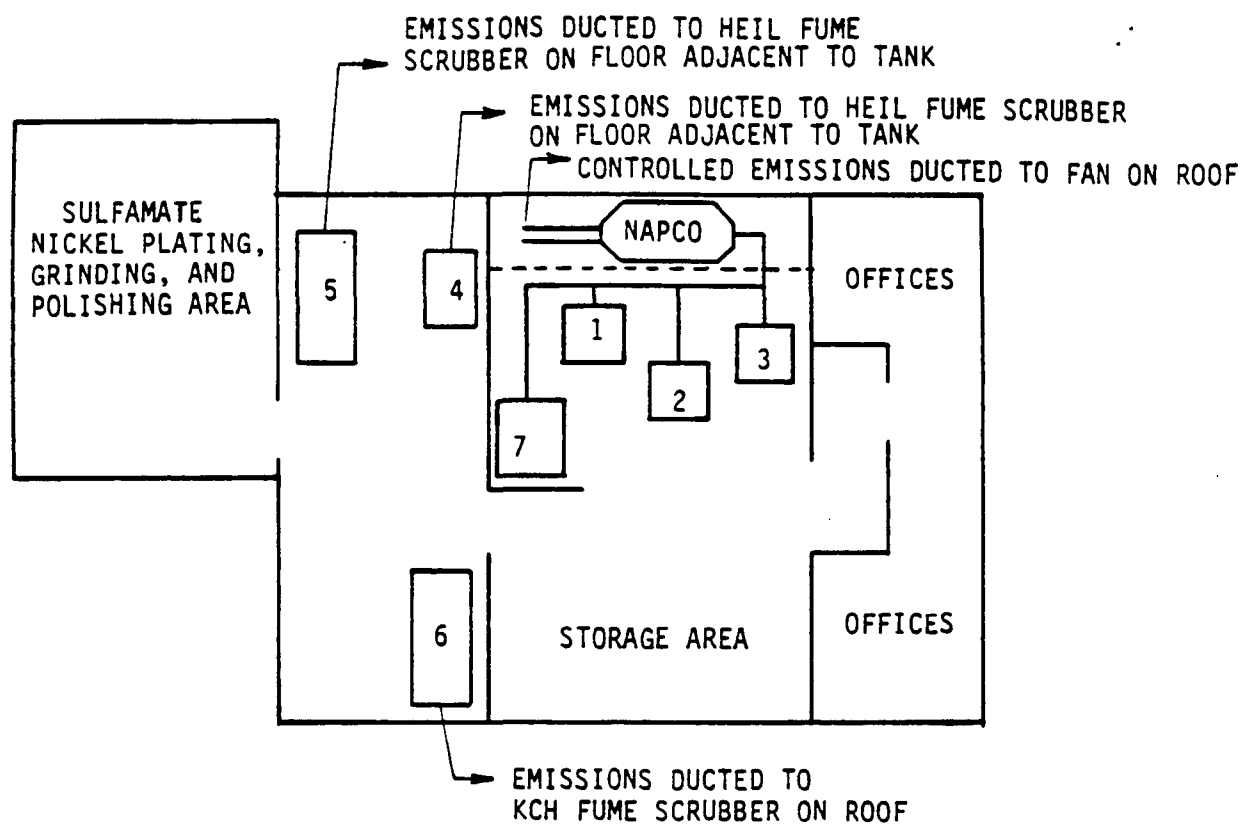 EMISSIONS DUCTED TO HEIL FUME
SCRUBBER ON FLOOR ADJACENT TO TANK
EMISSIONS DUCTED TO HEIL FUME SCRUBBER
ON FLOOR ADJACENT TO TANK
CONTROLLED EMISSIONS DUCTED TO FAN ON ROOF
SULFAMATE
NICKEL PLATING,
GRINDING, AND
POLISHING AREA
5
4
NAPCO
1
2
3
7
OFFICES
6
STORAGE AREA
OFFICES
EMISSIONS DUCTED TO
KCH FUME SCRUBBER ON ROOF